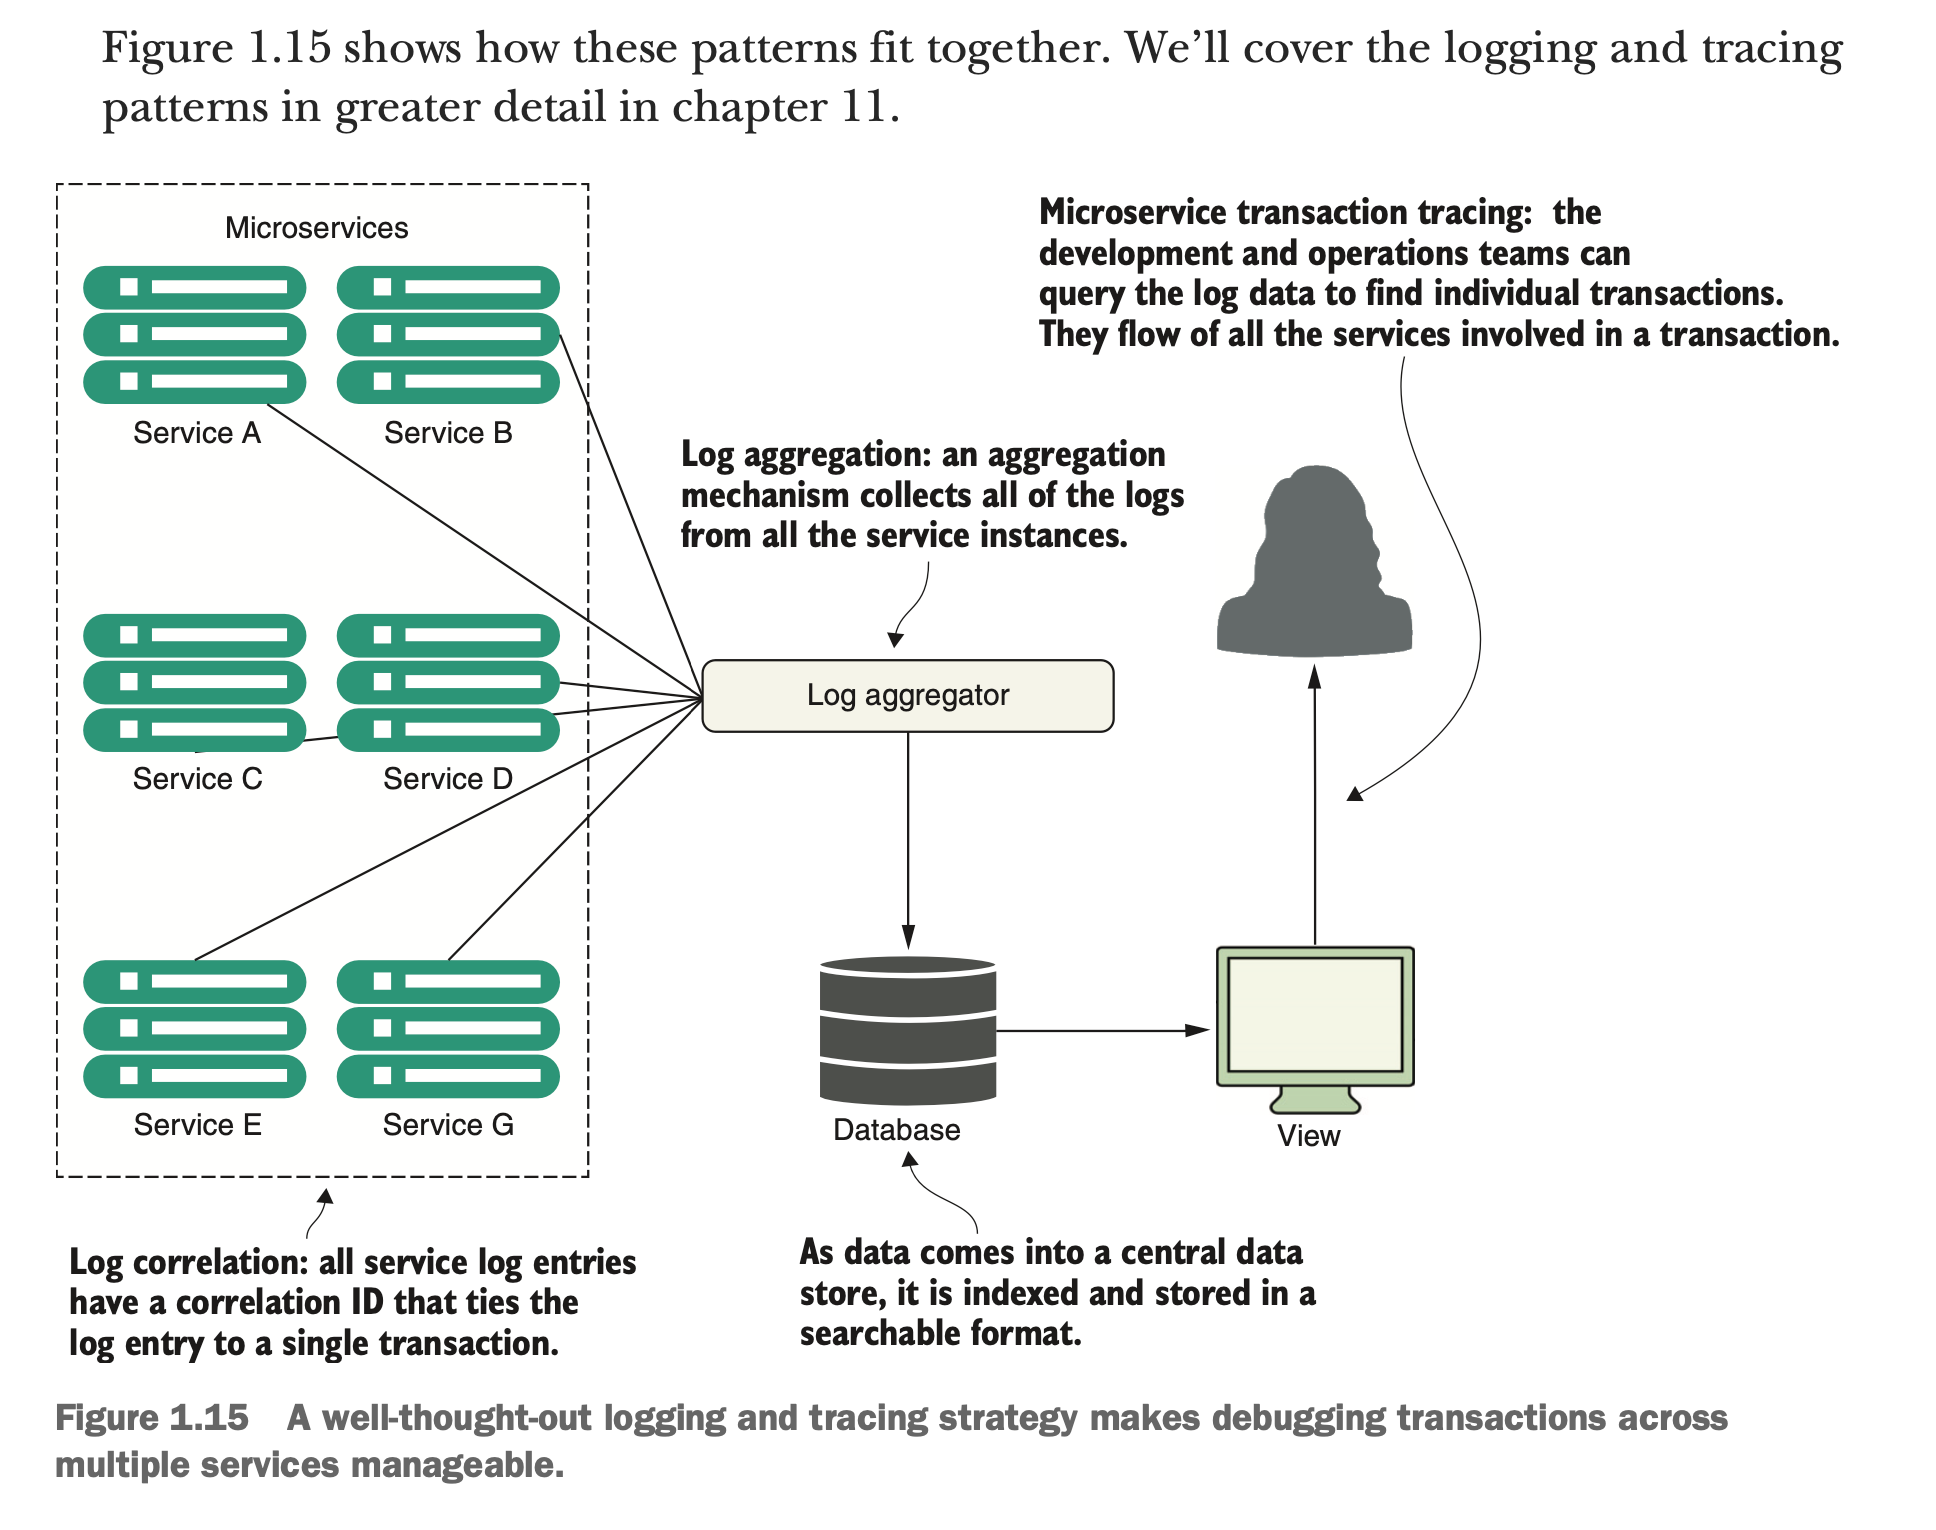 Figure 1.15 shows how these patterns fit together. We’ll cover the logging and tracing
patterns in greater detail in chapter 11.
Microservices
Service A
Service B
Service C
Service D
Service E
Service G
Microservice transaction tracing: the
development and operations teams can
query the log data to find individual transactions.
They flow of all the services involved in a transaction.
Log aggregation: an aggregation
mechanism collects all of the logs
from all the service instances.
Log aggregator
Database
View
Log correlation: all service log entries
have a correlation ID that ties the
log entry to a single transaction.
As data comes into a central data
store, it is indexed and stored in a
searchable format.
Figure 1.15 A well-thought-out logging and tracing strategy makes debugging transactions across
multiple services manageable.